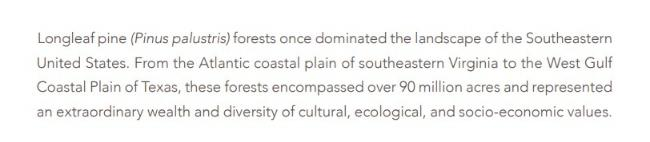 Longleaf pine (Pinus palustris) forests once dominated the landscape of the Southeastern
United States. From the Atlantic coastal plain of southeastern Virginia to the West Gulf
Coastal Plain of Texas, these forests encompassed over 90 million acres and represented
an extraordinary wealth and diversity of cultural, ecological, and socio-economic values.